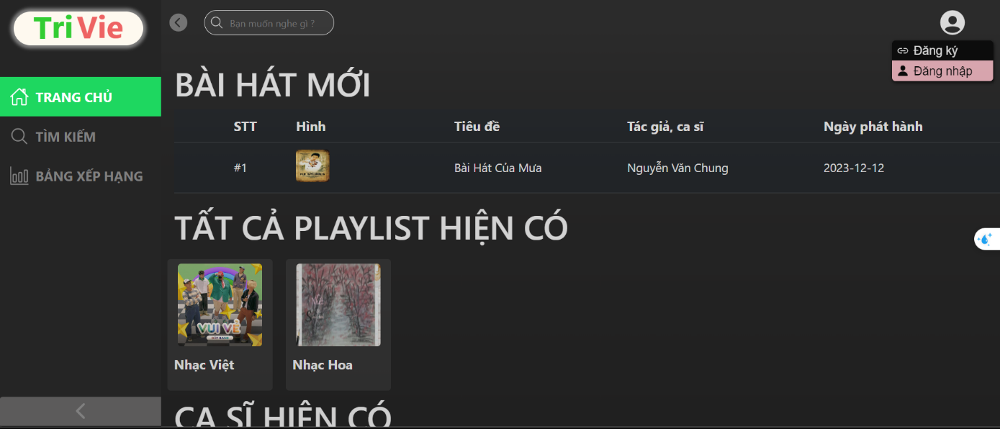 TriVie
Bạn muốn nghe gì ?
Đăng ký
Đăng nhập
TRANG CHỦ
TÌM KIẾM
BẢNG XẾP HẠNG
BÀI HÁT MỚI
STT Hình Tiêu đề Tác giả, ca sĩ Ngày phát hành
#1 Bài Hát Của Mưa Nguyễn Văn Chung 2023-12-12
TẤT CẢ PLAYLIST HIỆN CÓ
VUI VẺ
Nhạc Việt
Nhạc Hoa
CA SĨ HIỆN CÓ